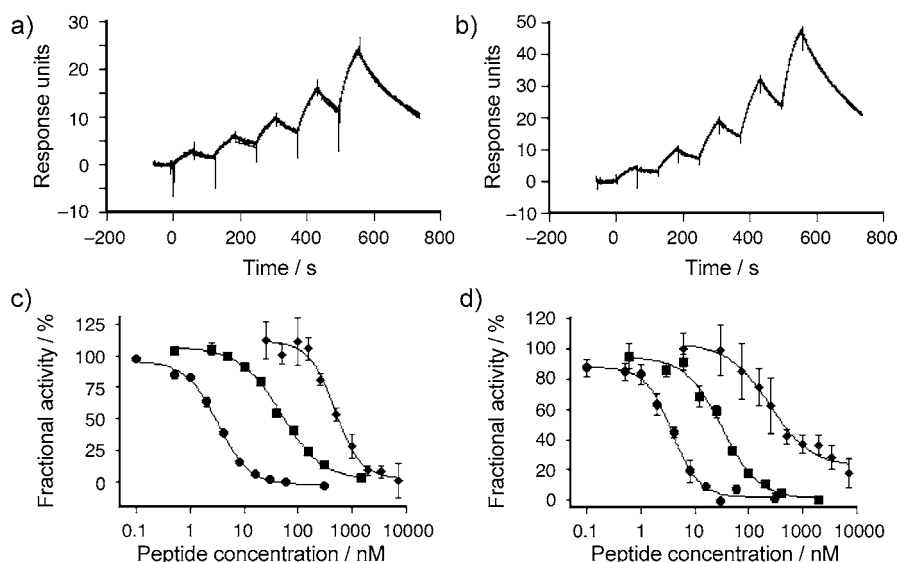 a)
30
20
10
0
−10
Response units
−200 0 200 400 600 800
Time / s
b)
50
40
30
20
10
0
−10
Response units
−200 0 200 400 600 800
Time / s
c)
125
100
75
50
25
0
Fractional activity / %
0.1 1 10 100 1000 10000
Peptide concentration / nM
d)
120
100
80
60
40
20
0
Fractional activity / %
0.1 1 10 100 1000 10000
Peptide concentration / nM